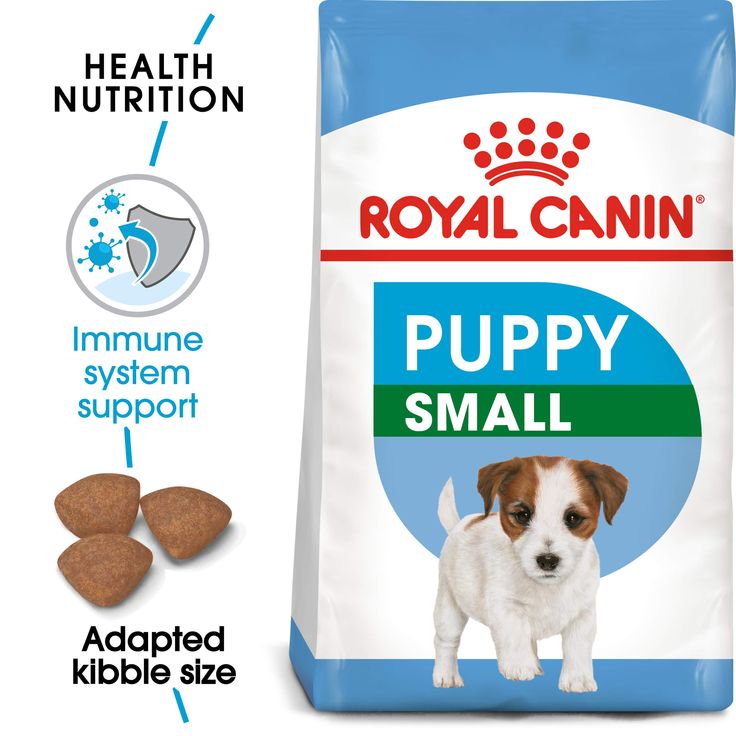 HEALTH
NUTRITION
Immune
system
support
Adapted
kibble size
ROYAL CANIN®
PUPPY
SMALL